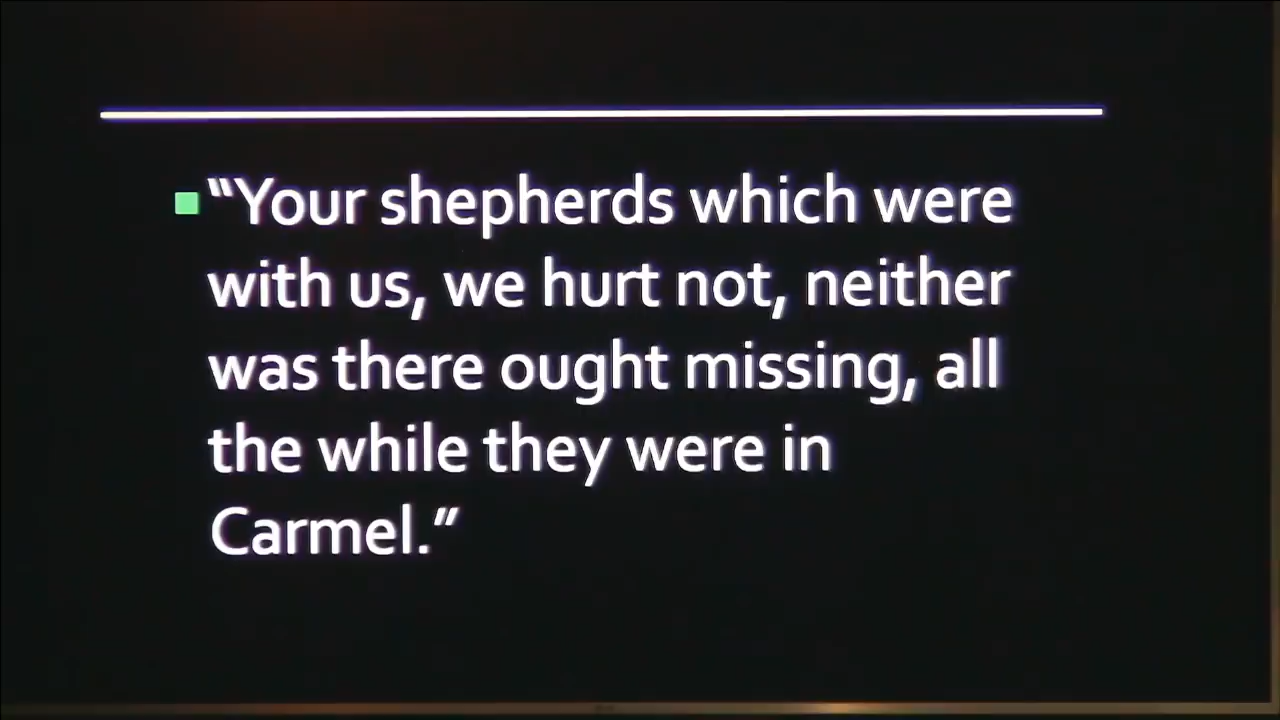 “Your shepherds which were
with us, we hurt not, neither
was there ought missing, all
the while they were in
Carmel.”